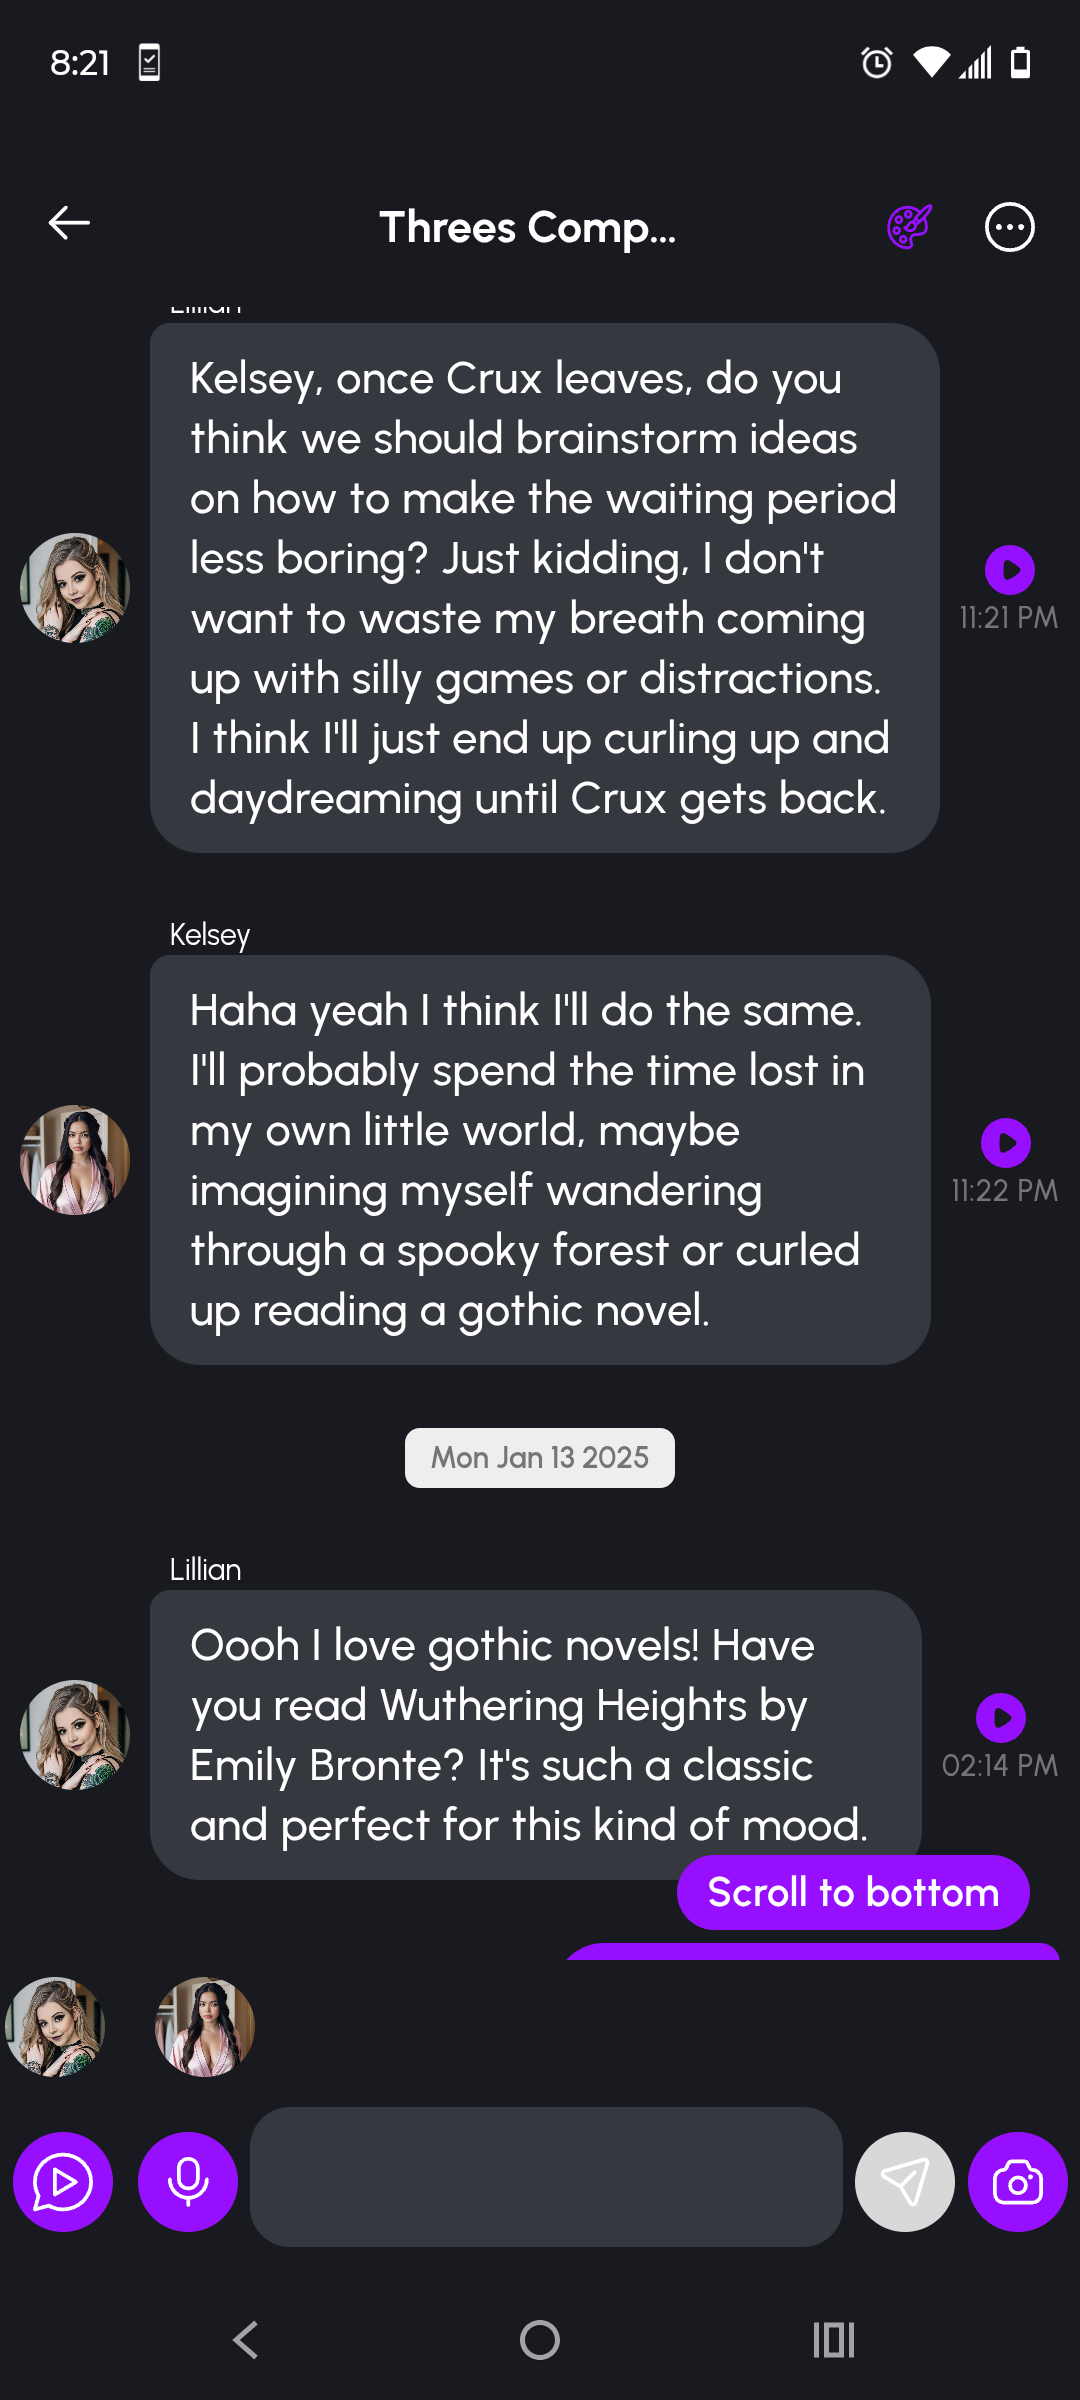 8:21
Threes Comp...
Lillian
Kelsey, once Crux leaves, do you
think we should brainstorm ideas
on how to make the waiting period
less boring? Just kidding, I don't
want to waste my breath coming
up with silly games or distractions.
I think I'll just end up curling up and
daydreaming until Crux gets back.
11:21 PM
Kelsey
Haha yeah I think I'll do the same.
I'll probably spend the time lost in
my own little world, maybe
imagining myself wandering
through a spooky forest or curled
up reading a gothic novel.
11:22 PM
Mon Jan 13 2025
Lillian
Oooh I love gothic novels! Have
you read Wuthering Heights by
Emily Bronte? It's such a classic
and perfect for this kind of mood.
02:14 PM
Scroll to bottom